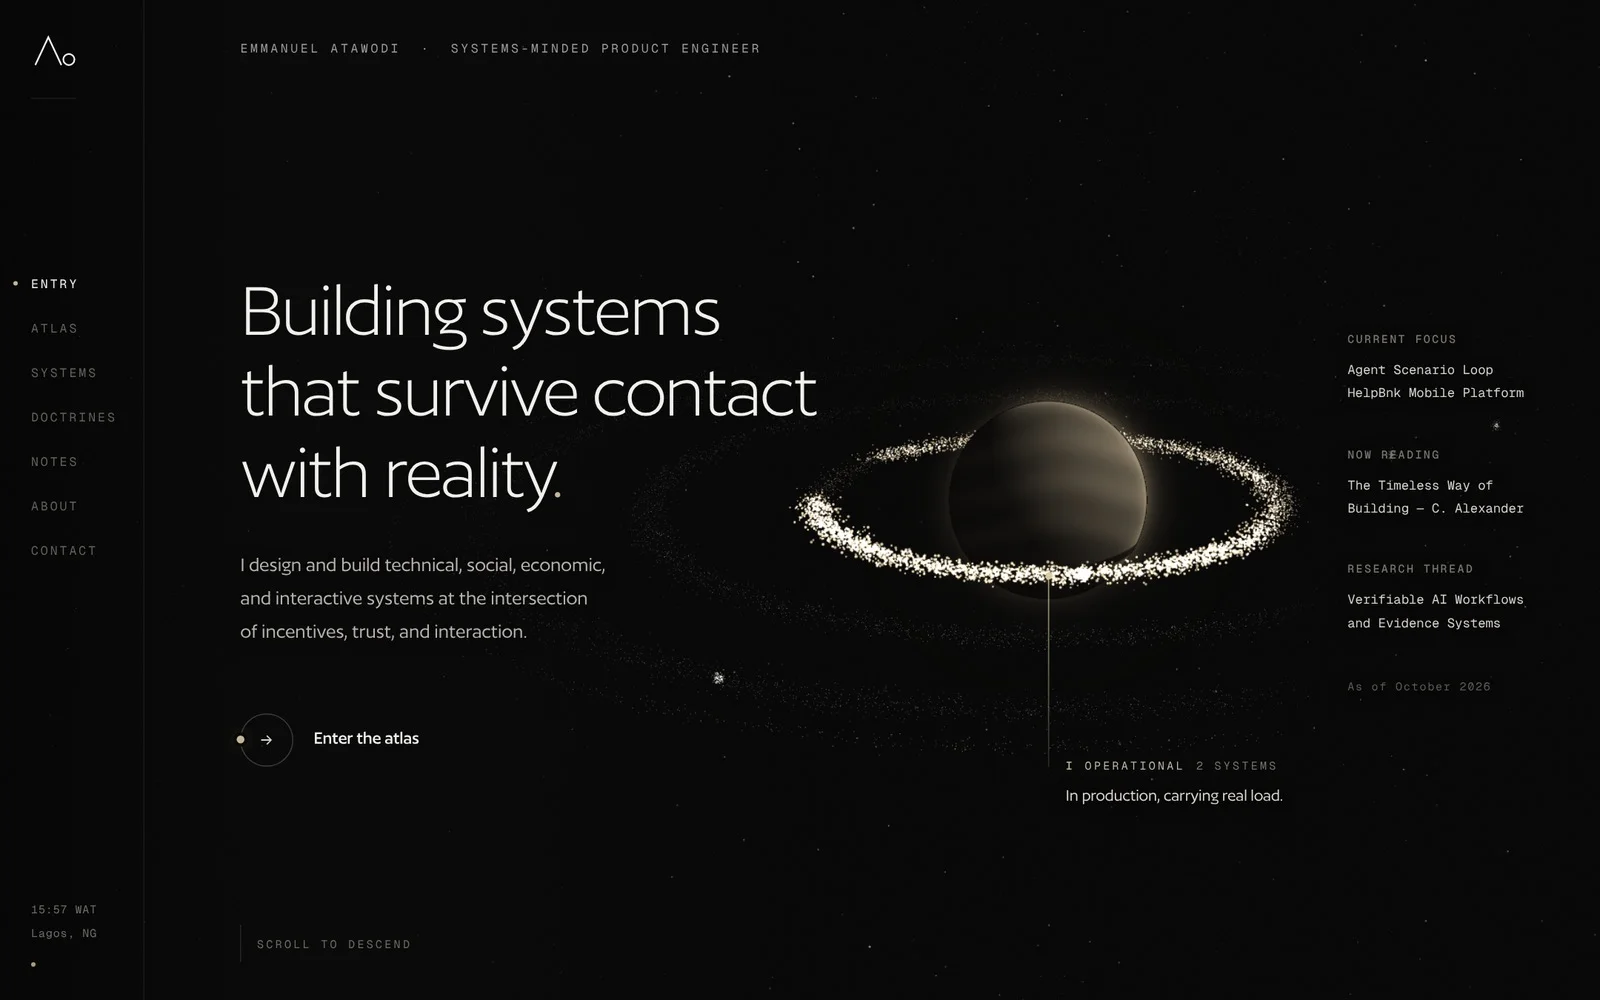 Ao
EMMANUEL ATAWODI · SYSTEMS-MINDED PRODUCT ENGINEER
ENTRY
ATLAS
SYSTEMS
DOCTRINES
NOTES
ABOUT
CONTACT
15:57 WAT
Lagos, NG
Building systems
that survive contact
with reality.
I design and build technical, social, economic,
and interactive systems at the intersection
of incentives, trust, and interaction.
→ Enter the atlas
SCROLL TO DESCEND
I OPERATIONAL 2 SYSTEMS
In production, carrying real load.
CURRENT FOCUS
Agent Scenario Loop
HelpBnk Mobile Platform
NOW READING
The Timeless Way of
Building — C. Alexander
RESEARCH THREAD
Verifiable AI Workflows
and Evidence Systems
As of October 2026